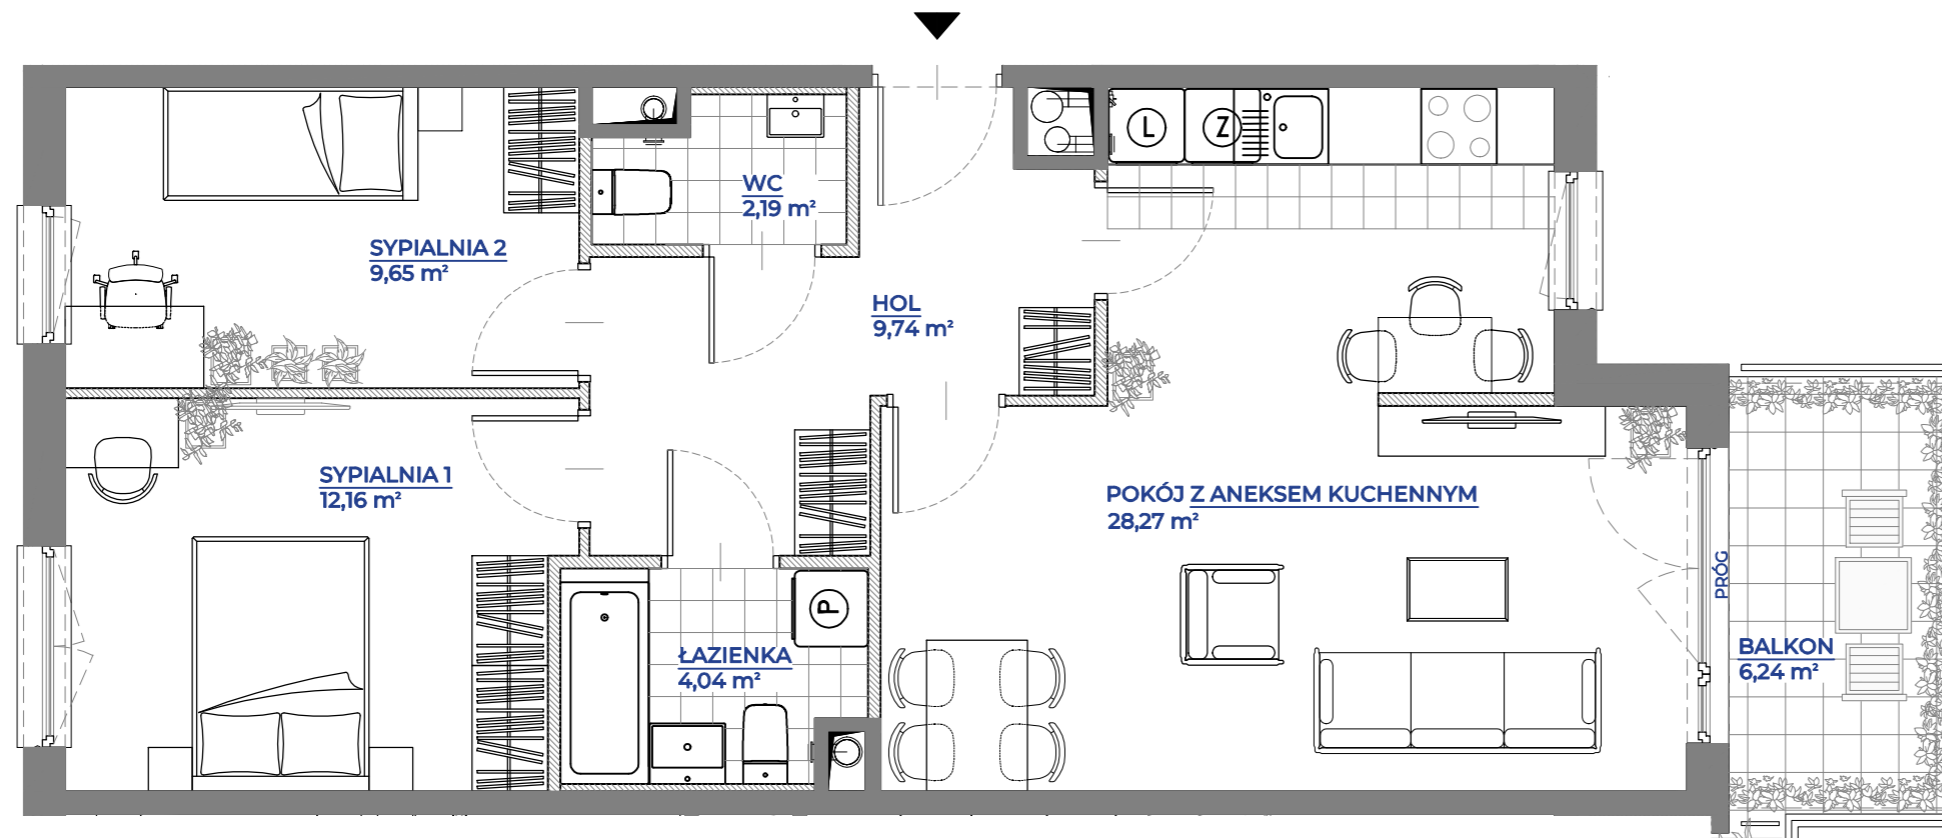 L
Z
WC
2,19 m²
SYPIALNIA 2
9,65 m²
HOL
9,74 m²
SYPIALNIA 1
12,16 m²
POKÓJ Z ANEKSEM KUCHENNYM
28,27 m²
PRÓG
P
ŁAZIENKA
4,04 m²
BALKON
6,24 m²